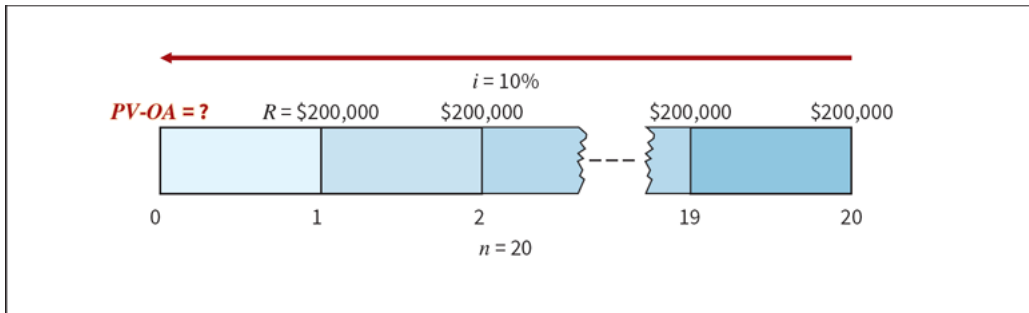 i = 10%
PV-OA = ? R = $200,000 $200,000 $200,000 $200,000
0 1 2 19 20
n = 20